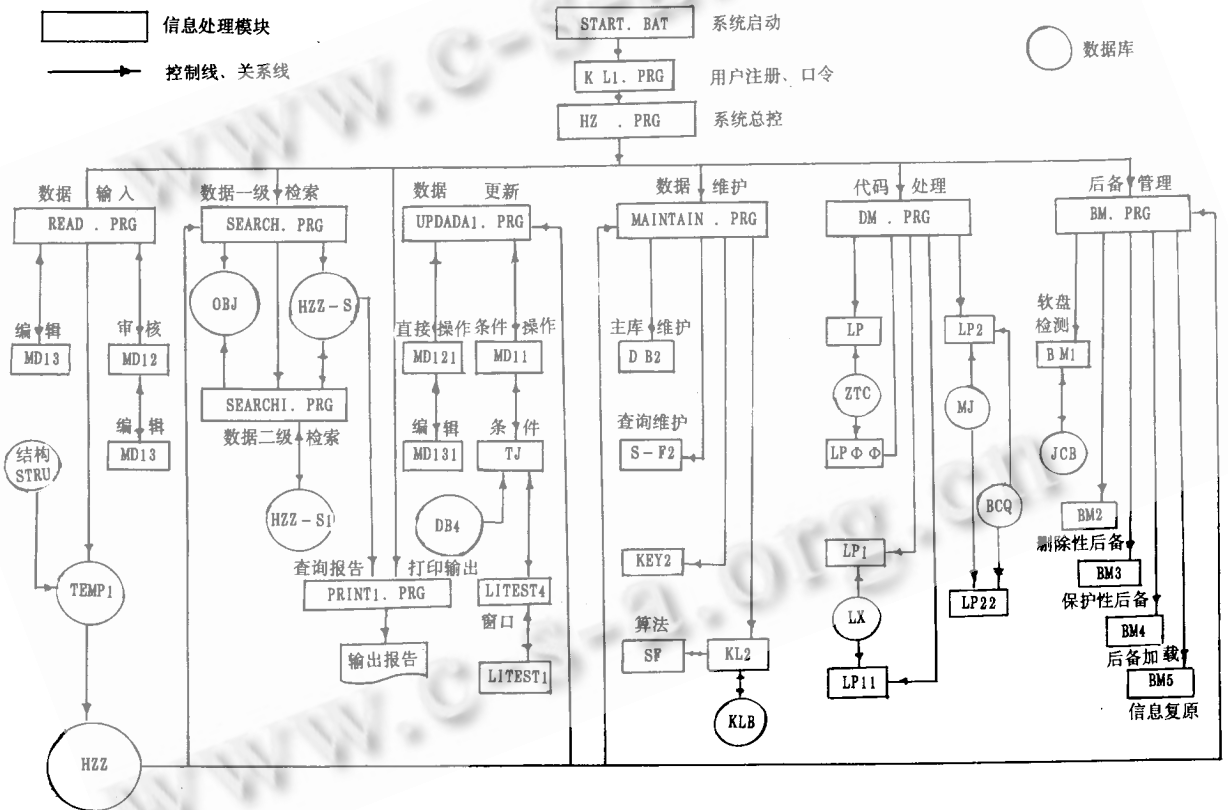 信息处理模块
控制线、关系线
START. BAT
系统启动
数据库
K L1. PRG
用户注册、口令
HZ . PRG
系统总控
数据 输入
数据一级 检索
数据 更新
数据 维护
代码 处理
后备 管理
READ . PRG
SEARCH. PRG
UPDADA1. PRG
MAINTAIN. PRG
DM . PRG
BM. PRG
OBJ
HZZ-S
编 辑
审 核
直接 操作
条件 操作
主库 维护
软盘
检测
MD13
MD12
MD121
MD11
D B2
LP
LP2
B M1
SEARCHI. PRG
数据二级 检索
ZTC
MJ
编 辑
编 辑
条 件
查询维护
MD13
MD131
TJ
S-F2
LPΦΦ
JCB
结构
STRU
HZZ-S1
DB4
BCQ
BM2
删除性后备
TEMP1
查询报告
打印输出
PRINT1. PRG
LITEST4
窗口
KEY2
LP1
LP22
BM3
保护性后备
BM4
后备加载
输出报告
LITEST1
算法
SF
KL2
LX
LP11
BM5
信息复原
KLB
HZZ
www.c-s-a.org.cn